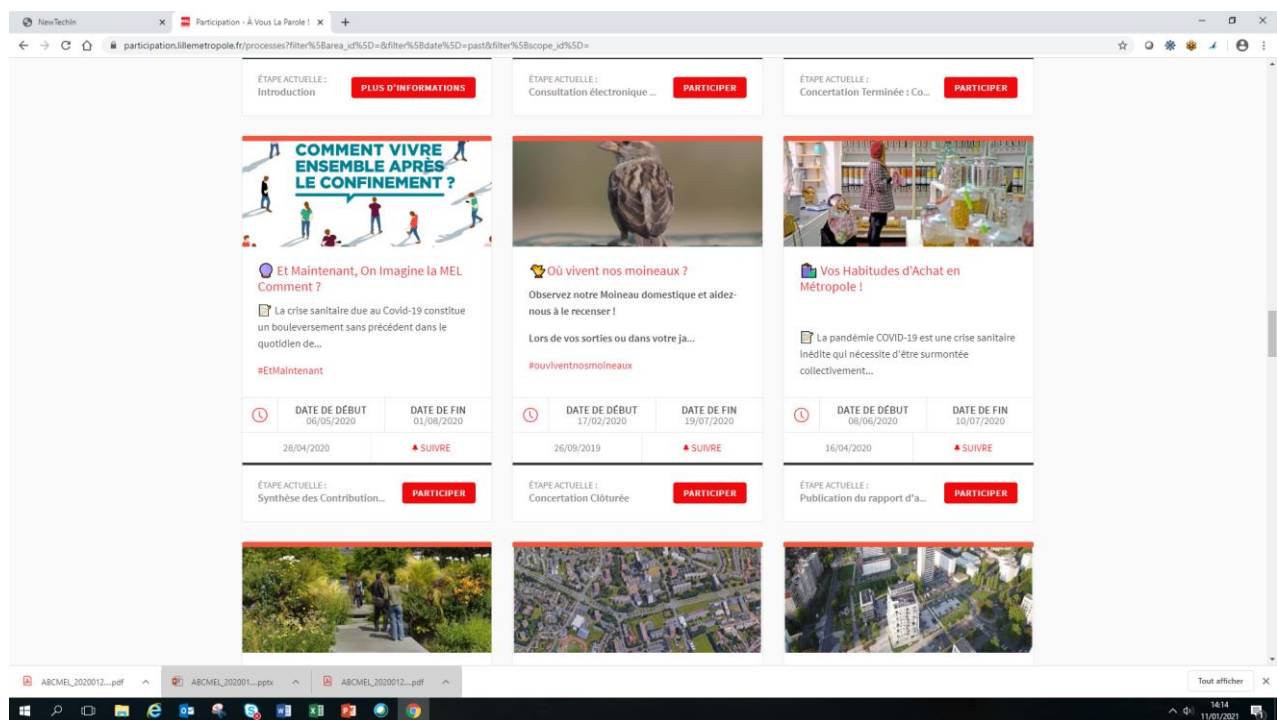 NewTechIn
Participation - À Vous La Parole !
participation.lillemetropole.fr/processes?filter%5Barea_id%5D=&filter%5Bdate%5D=past&filter%5Bscope_id%5D=
ÉTAPE ACTUELLE :
Introduction
PLUS D'INFORMATIONS
ÉTAPE ACTUELLE :
Consultation électronique ...
PARTICIPER
ÉTAPE ACTUELLE :
Concertation Terminée : Co...
PARTICIPER
COMMENT VIVRE
ENSEMBLE APRÈS
LE CONFINEMENT ?
Et Maintenant, On Imagine la MEL
Comment ?
La crise sanitaire due au Covid-19 constitue
un bouleversement sans précédent dans le
quotidien de...
#EtMaintenant
DATE DE DÉBUT
06/05/2020
DATE DE FIN
01/08/2020
28/04/2020
SUIVRE
ÉTAPE ACTUELLE :
Synthèse des Contribution...
PARTICIPER
Où vivent nos moineaux ?
Observez notre Moineau domestique et aidez-
nous à le recenser !
Lors de vos sorties ou dans votre ja...
#ouviventnosmoineaux
DATE DE DÉBUT
17/02/2020
DATE DE FIN
19/07/2020
26/09/2019
SUIVRE
ÉTAPE ACTUELLE :
Concertation Clôturée
PARTICIPER
Vos Habitudes d'Achat en
Métropole !
La pandémie COVID-19 est une crise sanitaire
inédite qui nécessite d'être surmontée
collectivement...
DATE DE DÉBUT
08/06/2020
DATE DE FIN
10/07/2020
16/04/2020
SUIVRE
ÉTAPE ACTUELLE :
Publication du rapport d'a...
PARTICIPER
ABCMEL_2020012....pdf
ABCMEL_202001....pptx
ABCMEL_2020012....pdf
Tout afficher
14:14
11/01/2021